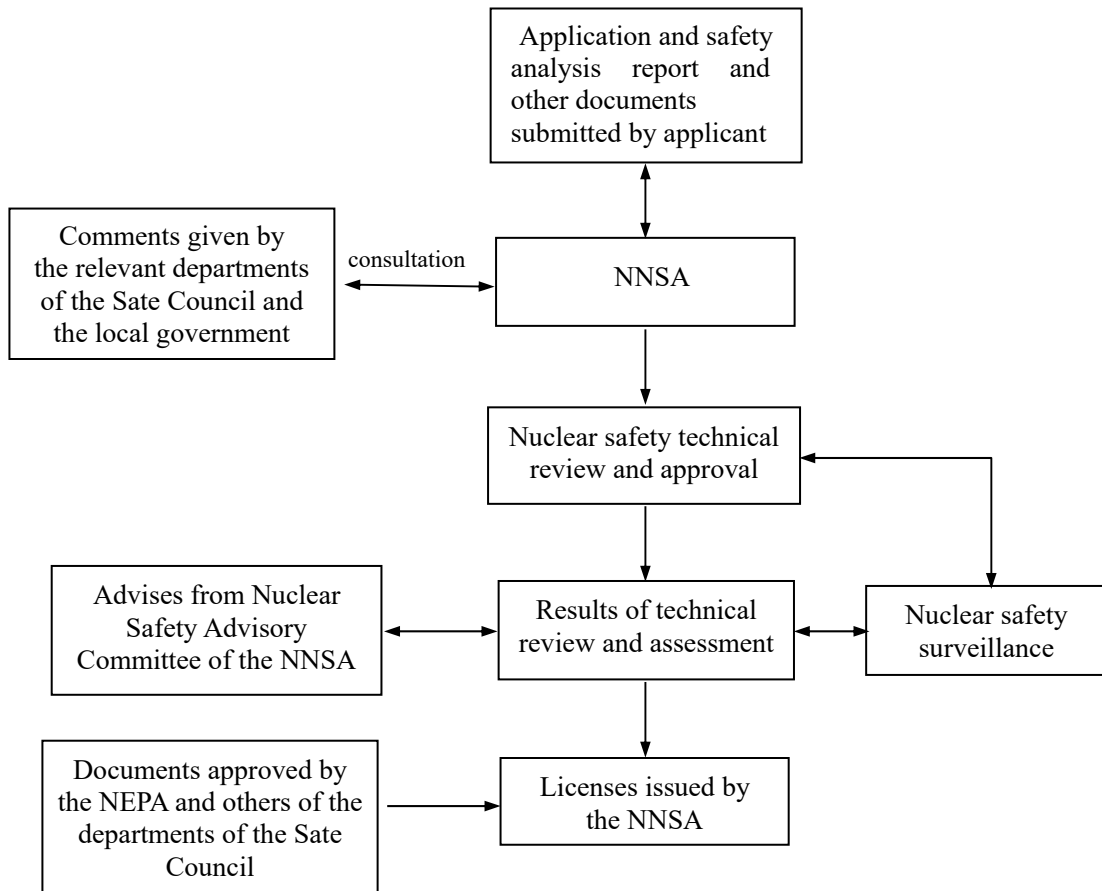 Application and safety
analysis report and
other documents
submitted by applicant
Comments given by
the relevant departments
of the Sate Council and
the local government
consultation
NNSA
Nuclear safety technical
review and approval
Advises from Nuclear
Safety Advisory
Committee of the NNSA
Results of technical
review and assessment
Nuclear safety
surveillance
Documents approved by
the NEPA and others of the
departments of the Sate
Council
Licenses issued by
the NNSA